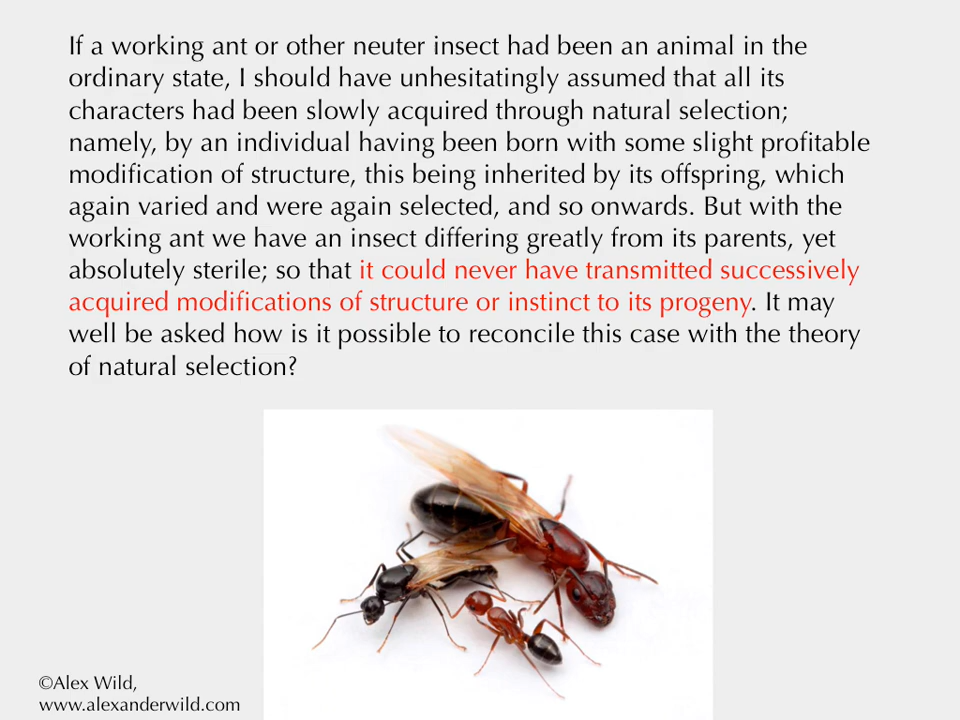 If a working ant or other neuter insect had been an animal in the
ordinary state, I should have unhesitatingly assumed that all its
characters had been slowly acquired through natural selection;
namely, by an individual having been born with some slight profitable
modification of structure, this being inherited by its offspring, which
again varied and were again selected, and so onwards. But with the
working ant we have an insect differing greatly from its parents, yet
absolutely sterile; so that it could never have transmitted successively
acquired modifications of structure or instinct to its progeny. It may
well be asked how is it possible to reconcile this case with the theory
of natural selection?
©Alex Wild,
www.alexanderwild.com